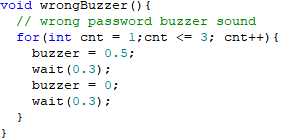 void wrongBuzzer(){
  // wrong password buzzer sound
  for(int cnt = 1;cnt <= 3; cnt++){
    buzzer = 0.5;
    wait(0.3);
    buzzer = 0;
    wait(0.3);
  }
}